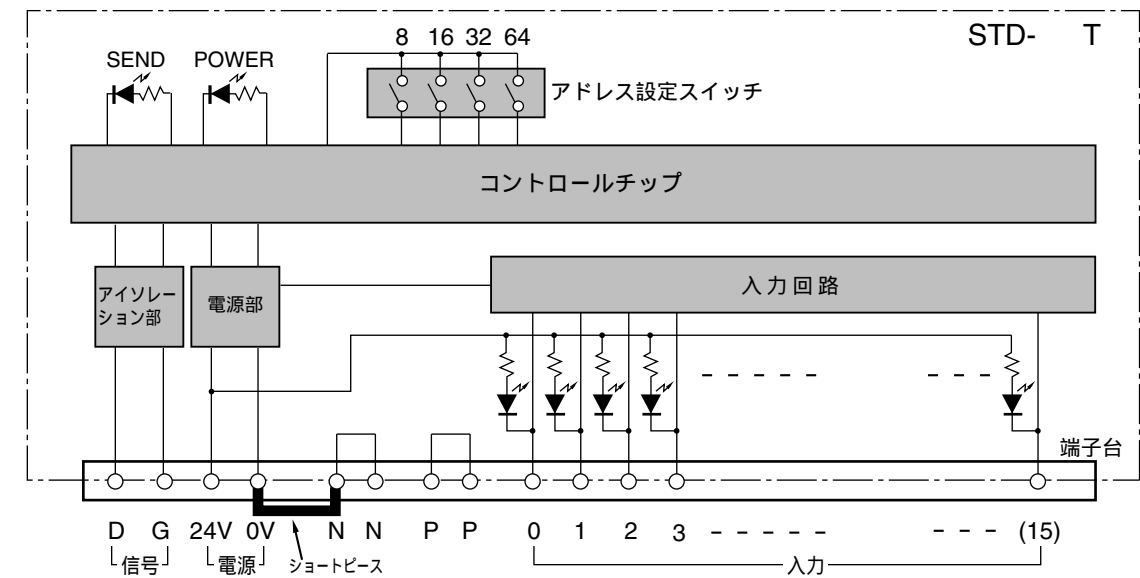 STD- T
8 16 32 64
SEND POWER
アドレス設定スイッチ
コントロールチップ
アイソレー
ション部
電源部
入力回路
端子台
D G 24V 0V N N P P 0 1 2 3 (15)
信号 電源 ショートピース 入力